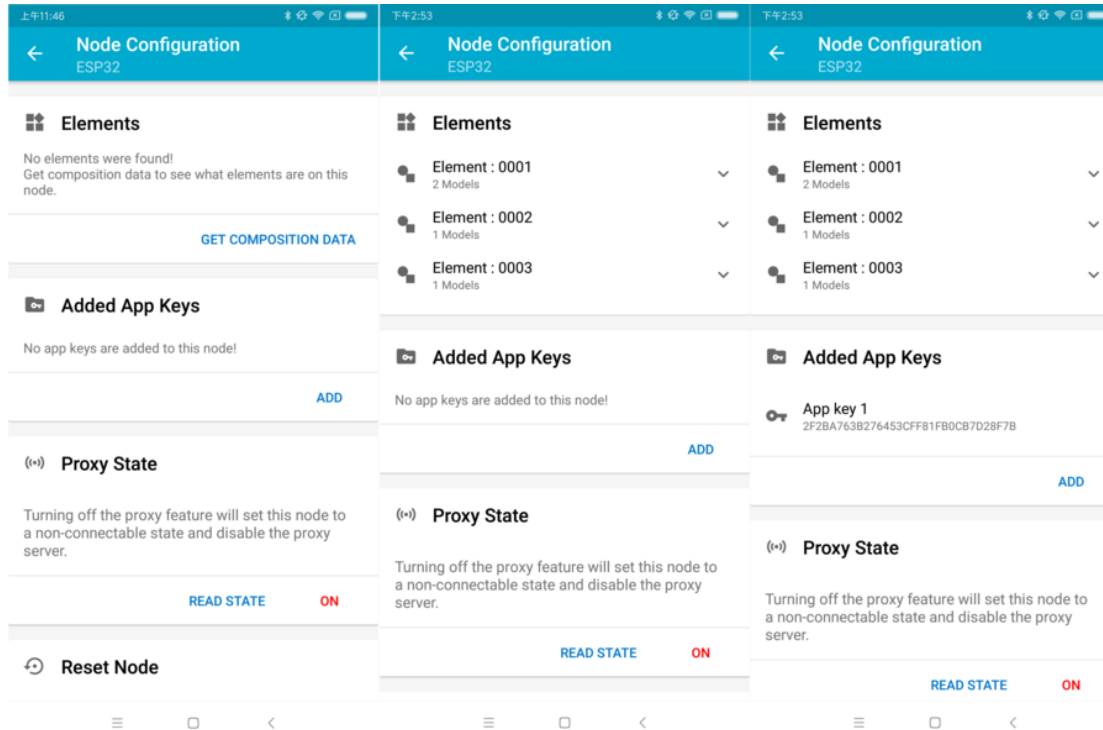 上午11:46
Node Configuration
ESP32
Elements
No elements were found!
Get composition data to see what elements are on this
node.
GET COMPOSITION DATA
Added App Keys
No app keys are added to this node!
ADD
Proxy State
Turning off the proxy feature will set this node to
a non-connectable state and disable the proxy
server.
READ STATE ON
Reset Node
下午2:53
Node Configuration
ESP32
Elements
Element : 0001
2 Models
Element : 0002
1 Models
Element : 0003
1 Models
Added App Keys
No app keys are added to this node!
ADD
Proxy State
Turning off the proxy feature will set this node to
a non-connectable state and disable the proxy
server.
READ STATE ON
下午2:53
Node Configuration
ESP32
Elements
Element : 0001
2 Models
Element : 0002
1 Models
Element : 0003
1 Models
Added App Keys
App key 1
2F2BA763B276453CFF81FB0CB7D28F7B
ADD
Proxy State
Turning off the proxy feature will set this node to
a non-connectable state and disable the proxy
server.
READ STATE ON